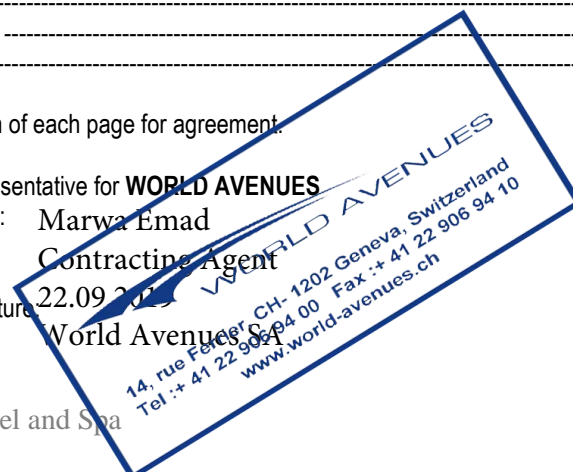 of each page for agreement.
esentative for WORLD AVENUES
: Marwa Emad
Contracting Agent
ture: 22.09.2019
World Avenues SA
el and Spa
WORLD AVENUES
14, rue Ferrier, CH- 1202 Geneva, Switzerland
Tel :+ 41 22 906 94 00 Fax :+ 41 22 906 94 10
www.world-avenues.ch